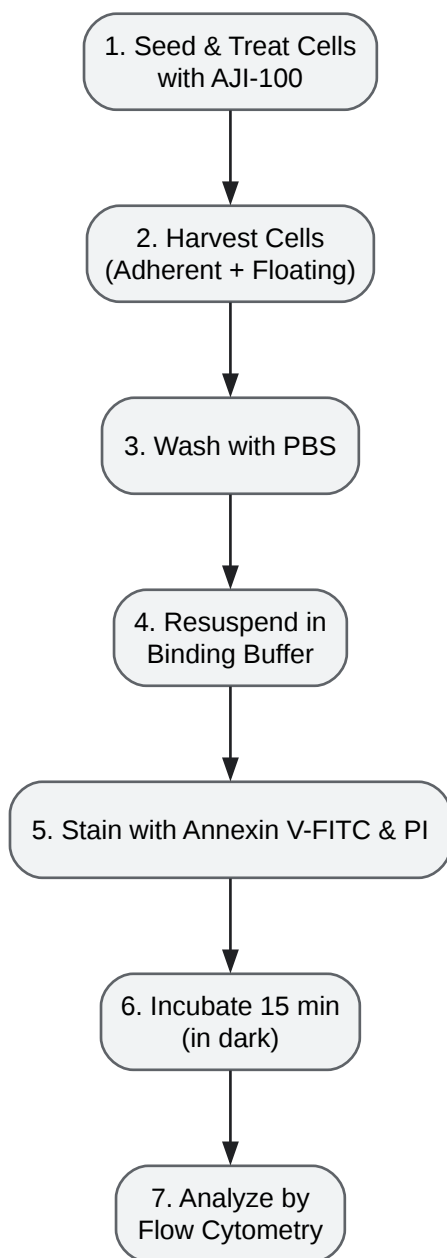 1. Seed & Treat Cells
with AJI-100
2. Harvest Cells
(Adherent + Floating)
3. Wash with PBS
4. Resuspend in
Binding Buffer
5. Stain with Annexin V-FITC & PI
6. Incubate 15 min
(in dark)
7. Analyze by
Flow Cytometry